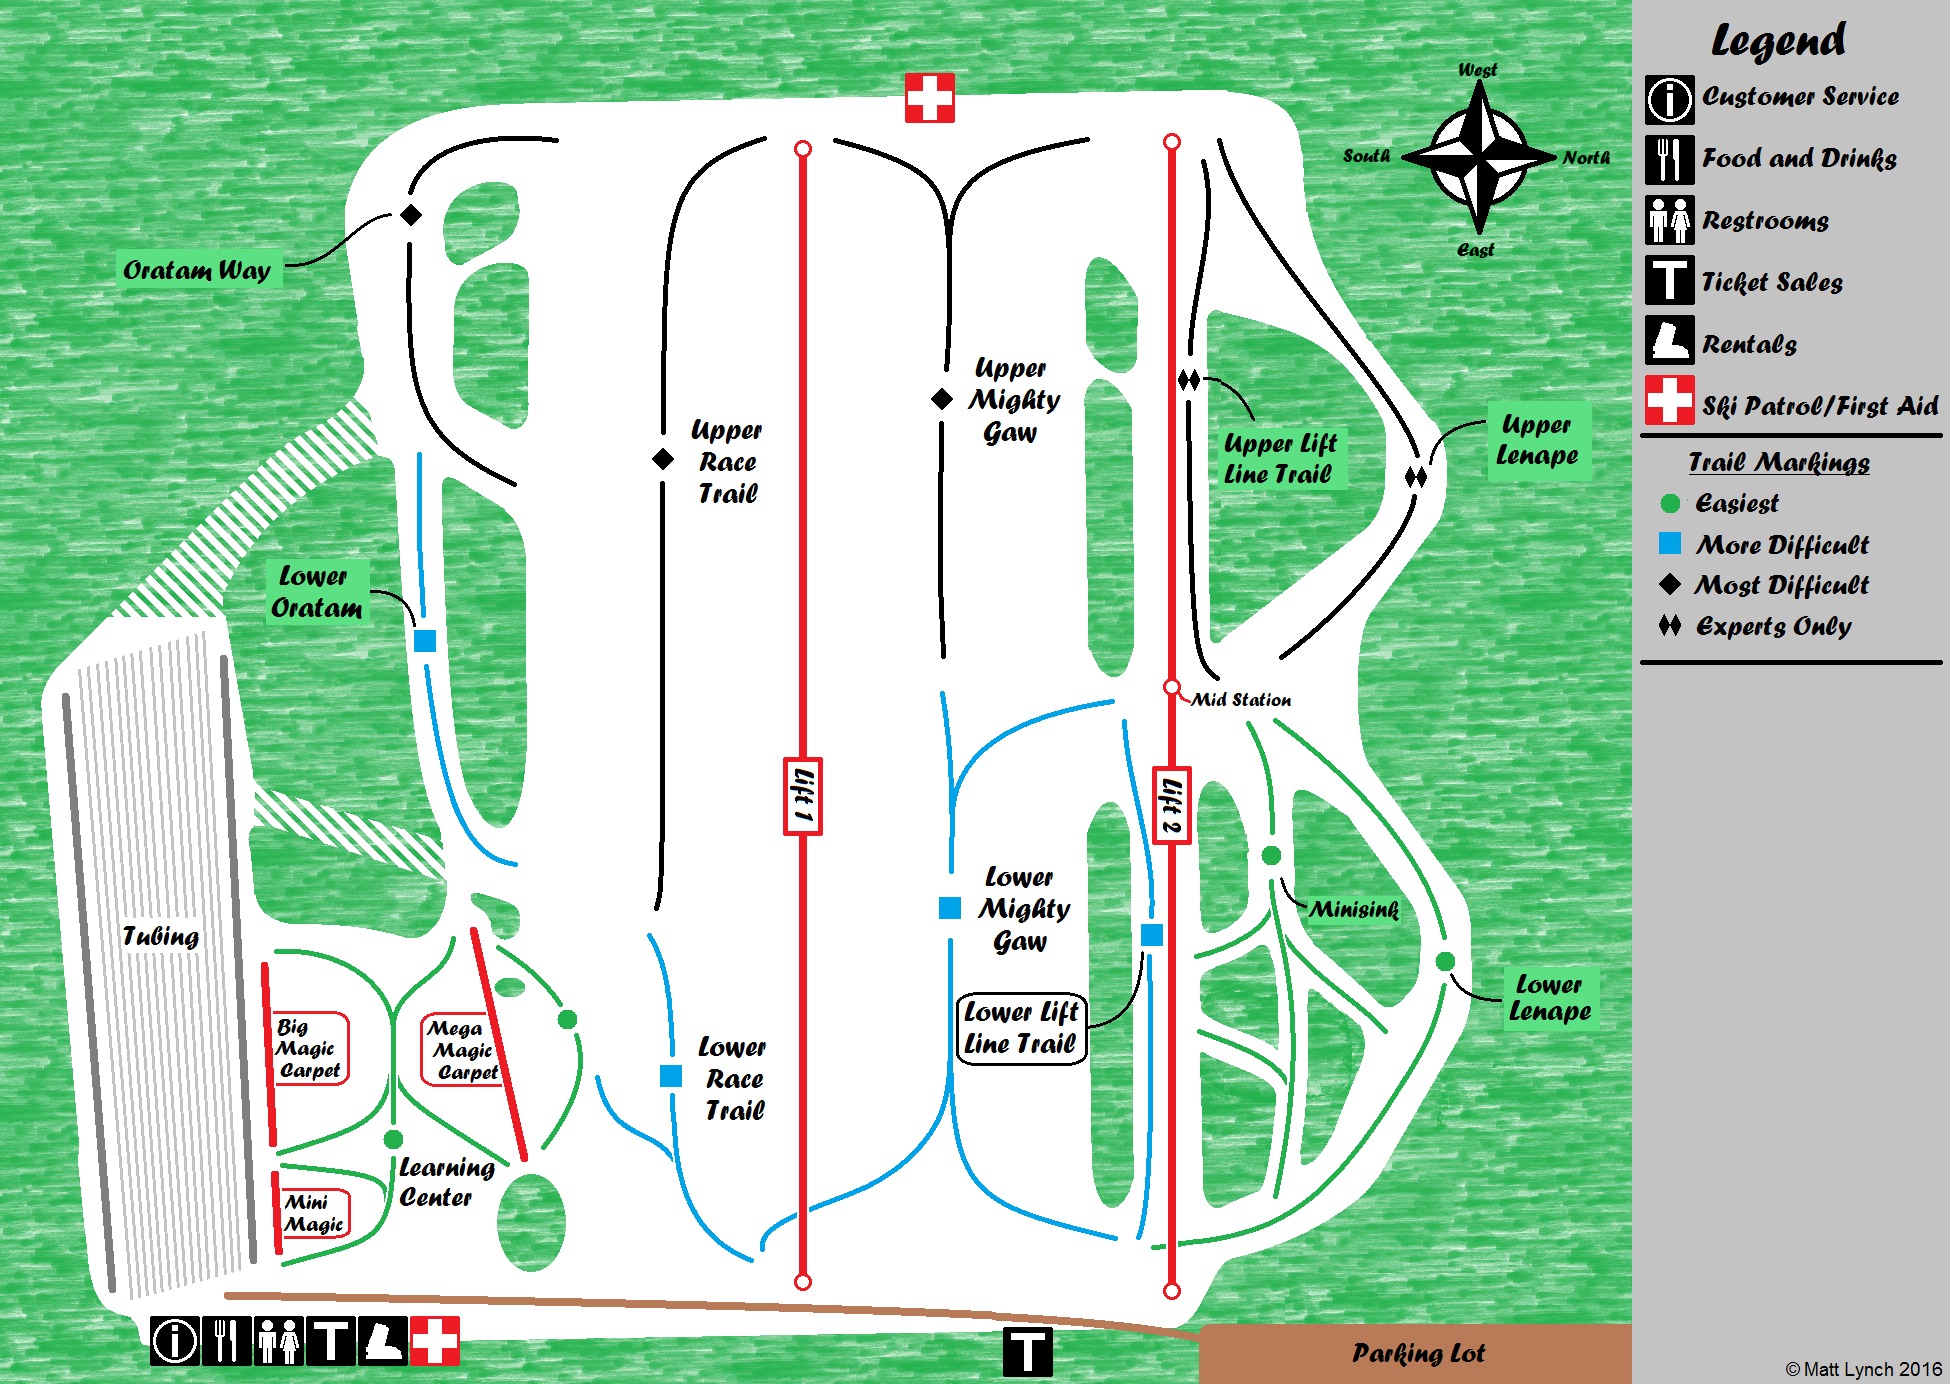 Legend
Customer Service
Food and Drinks
Restrooms
T
Ticket Sales
Rentals
Ski Patrol/First Aid
Trail Markings
Easiest
More Difficult
Most Difficult
Experts Only
West
South
North
East
Oratam Way
Upper
Race
Trail
Upper
Mighty
Gaw
Upper Lift
Line Trail
Upper
Lenape
Lower
Oratam
Mid Station
Lift 1
Lift 2
Lower
Mighty
Gaw
Minisink
Tubing
Lower
Lenape
Lower Lift
Line Trail
Big
Magic
Carpet
Mega
Magic
Carpet
Lower
Race
Trail
Learning
Center
Mini
Magic
T
T
Parking Lot
© Matt Lynch 2016